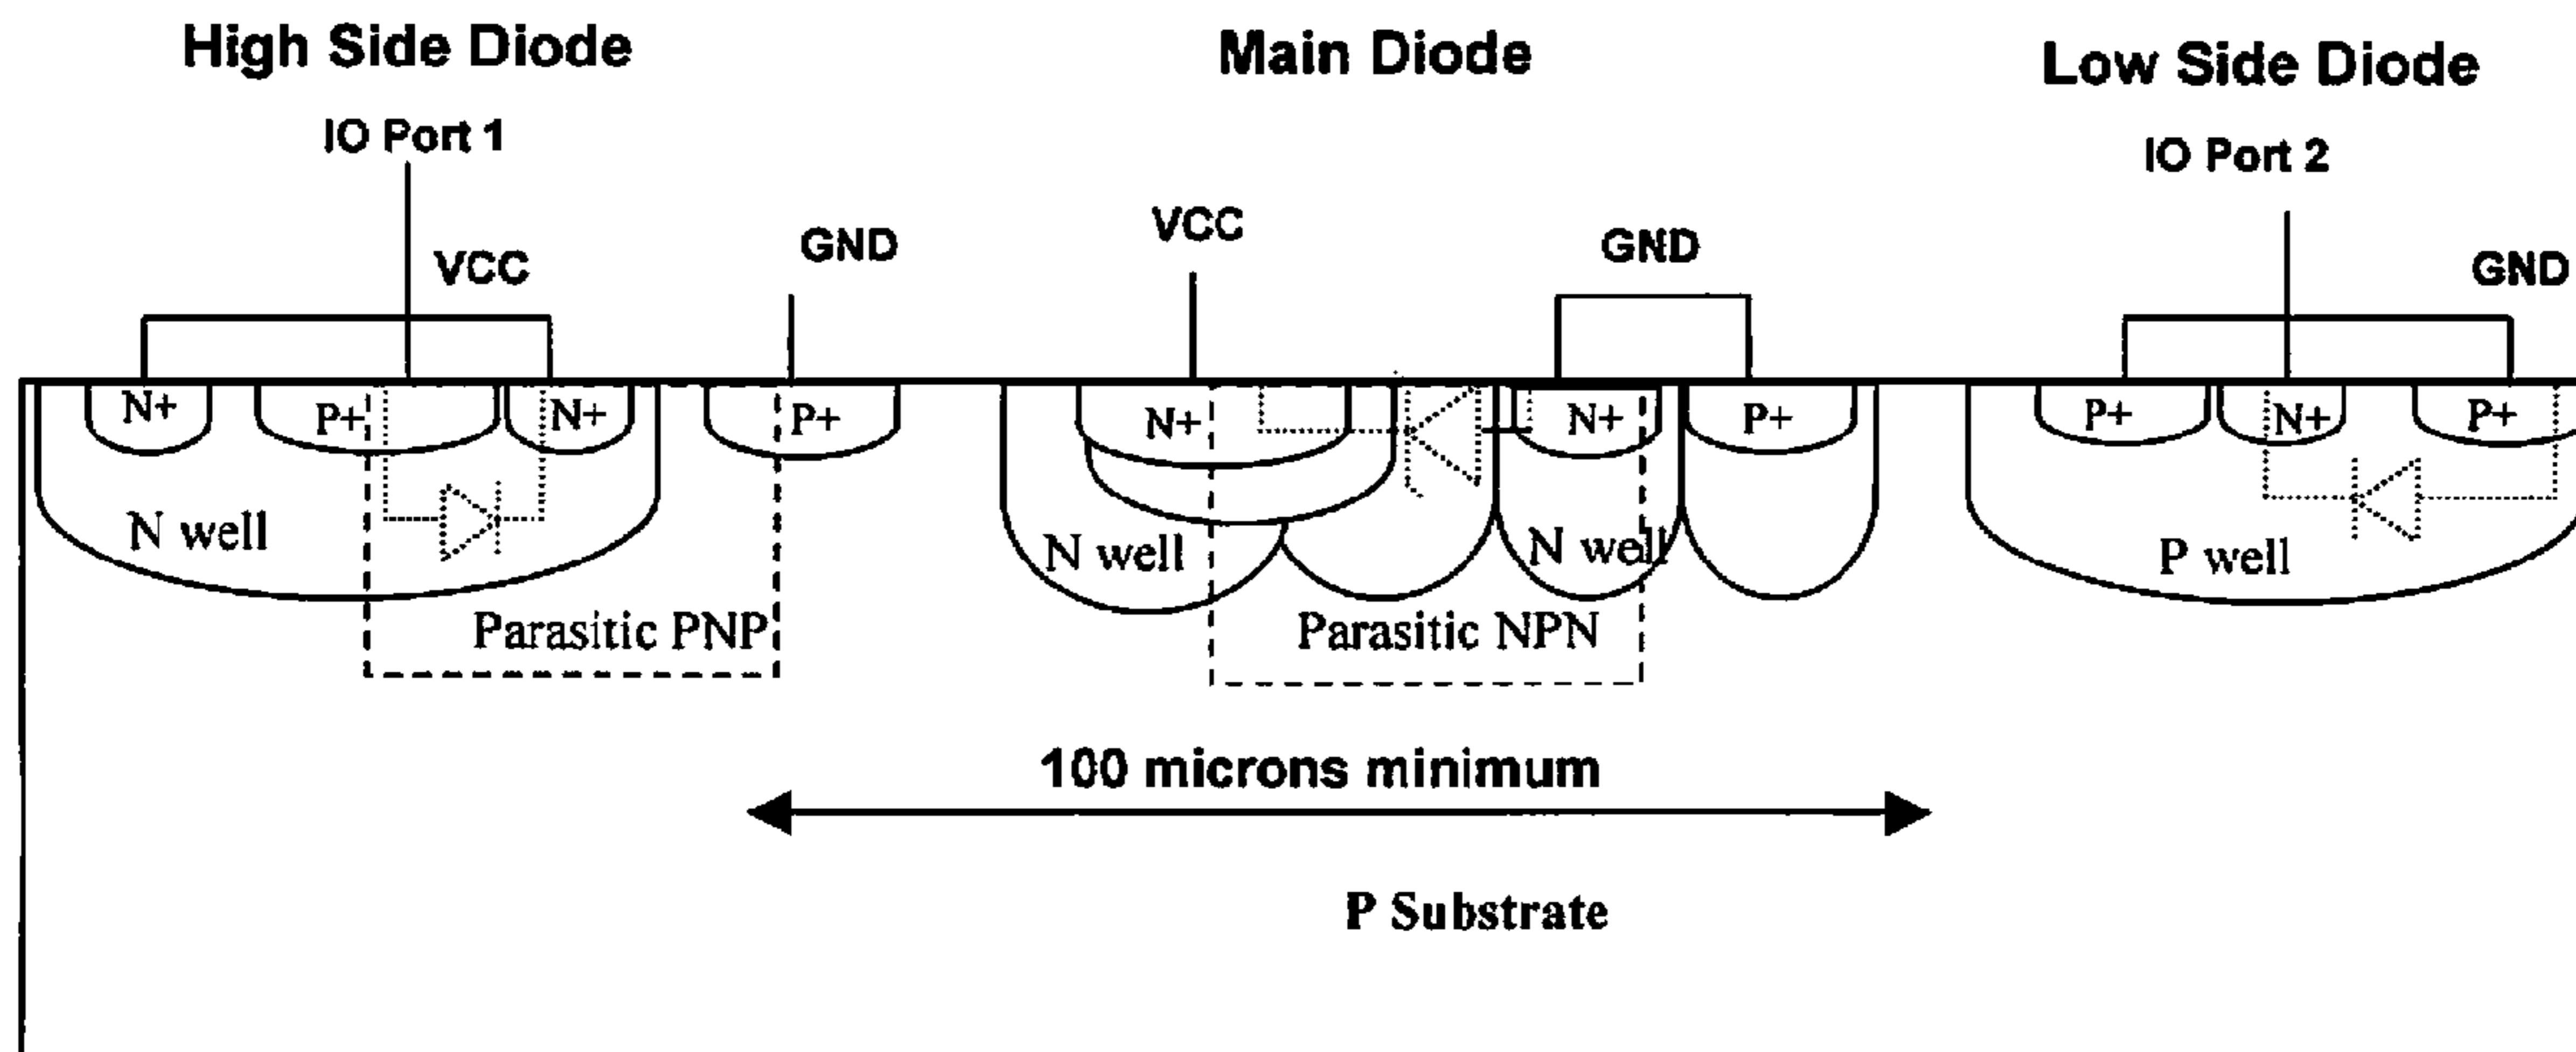 High Side Diode
Main Diode
Low Side Diode
IO Port 1
IO Port 2
VCC
GND
VCC
GND
GND
N+
P+
N+
P+
N+
N+
P+
P+
N+
P+
N well
N well
N well
P well
Parasitic PNP
Parasitic NPN
100 microns minimum
P Substrate